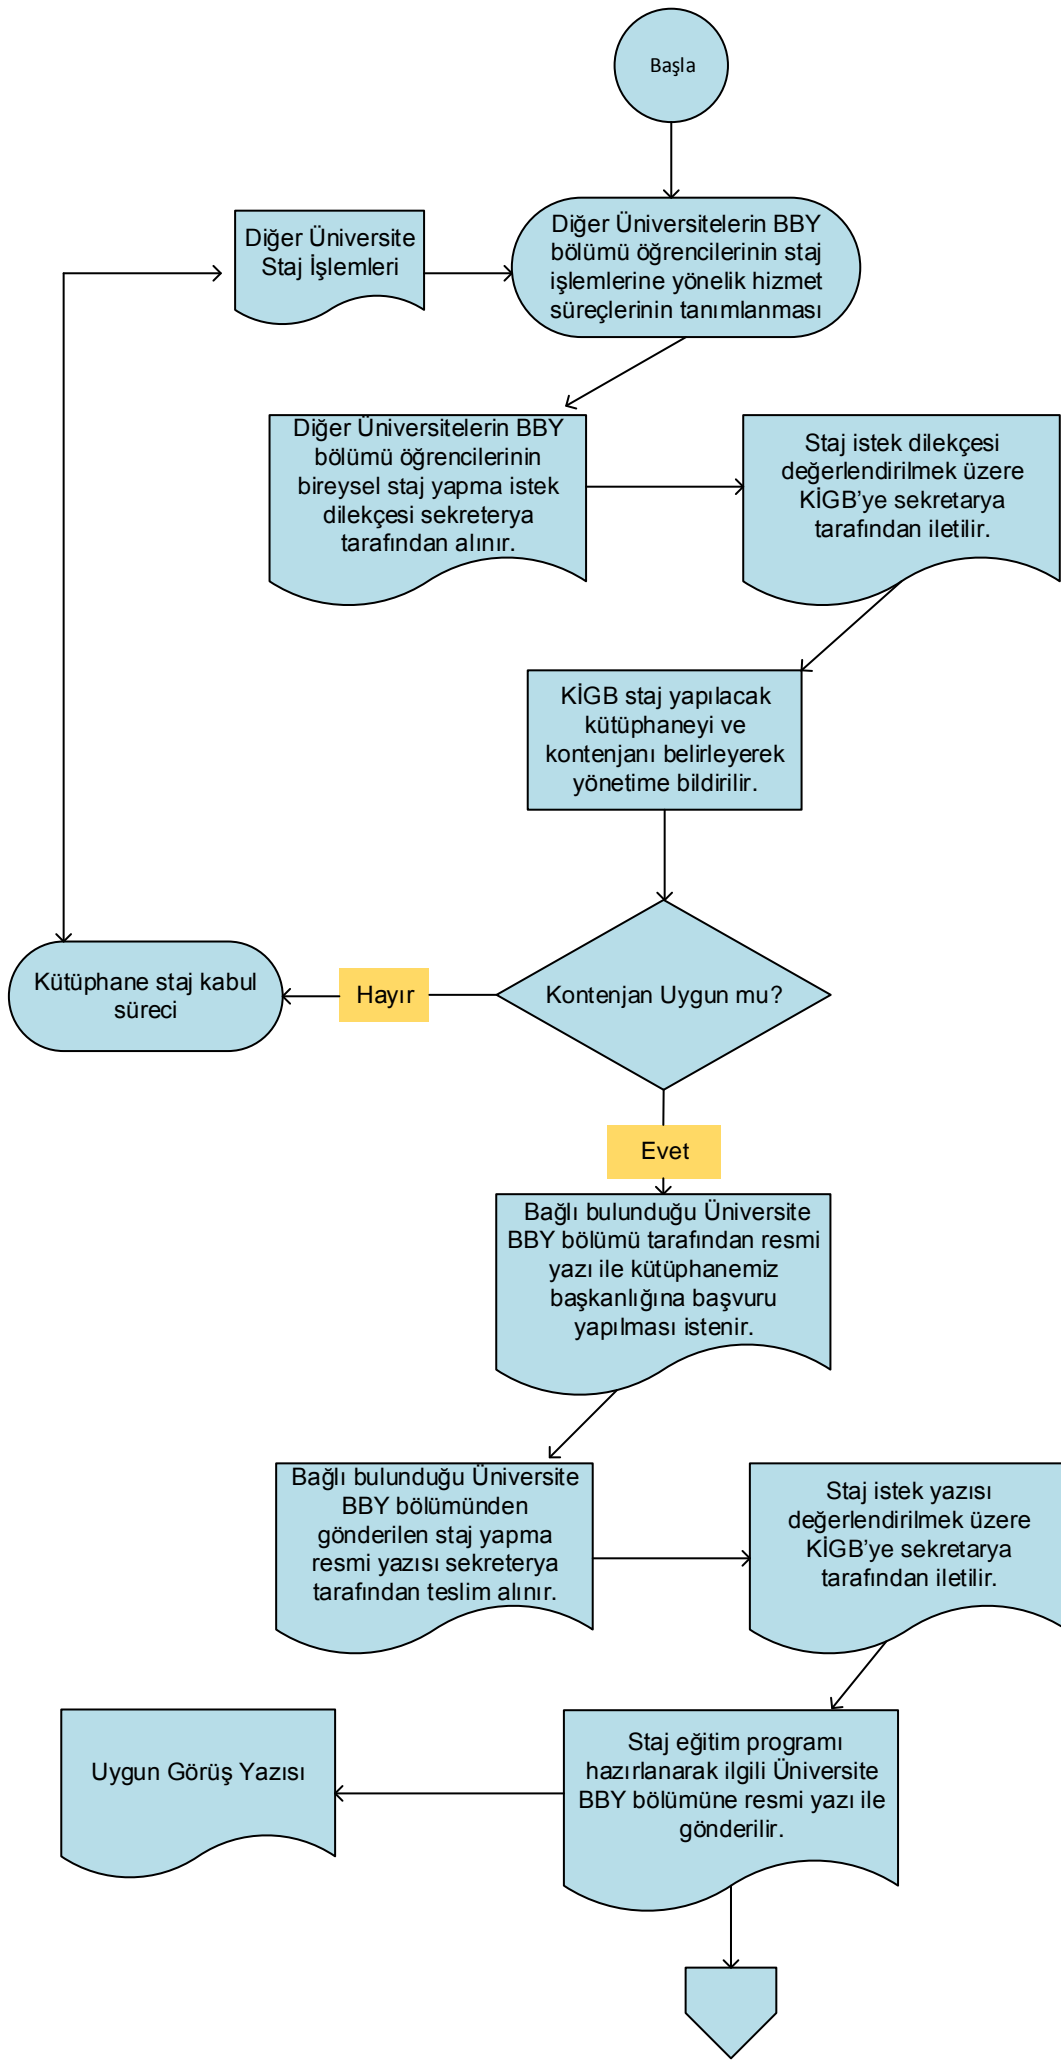 Başla
Diğer Üniversite
Staj İşlemleri
Diğer Üniversitelerin BBY
bölümü öğrencilerinin staj
işlemlerine yönelik hizmet
süreçlerinin tanımlanması
Diğer Üniversitelerin BBY
bölümü öğrencilerinin
bireysel staj yapma istek
dilekçesi sekreterya
tarafından alınır.
Staj istek dilekçesi
değerlendirilmek üzere
KİGB’ye sekretarya
tarafından iletilir.
KİGB staj yapılacak
kütüphaneyi ve
kontenjanı belirleyerek
yönetime bildirilir.
Kütüphane staj kabul
süreci
Hayır
Kontenjan Uygun mu?
Evet
Bağlı bulunduğu Üniversite
BBY bölümü tarafından resmi
yazı ile kütüphanemiz
başkanlığına başvuru
yapılması istenir.
Bağlı bulunduğu Üniversite
BBY bölümünden
gönderilen staj yapma
resmi yazısı sekreterya
tarafından teslim alınır.
Staj istek yazısı
değerlendirilmek üzere
KİGB’ye sekretarya
tarafından iletilir.
Uygun Görüş Yazısı
Staj eğitim programı
hazırlanarak ilgili Üniversite
BBY bölümüne resmi yazı ile
gönderilir.